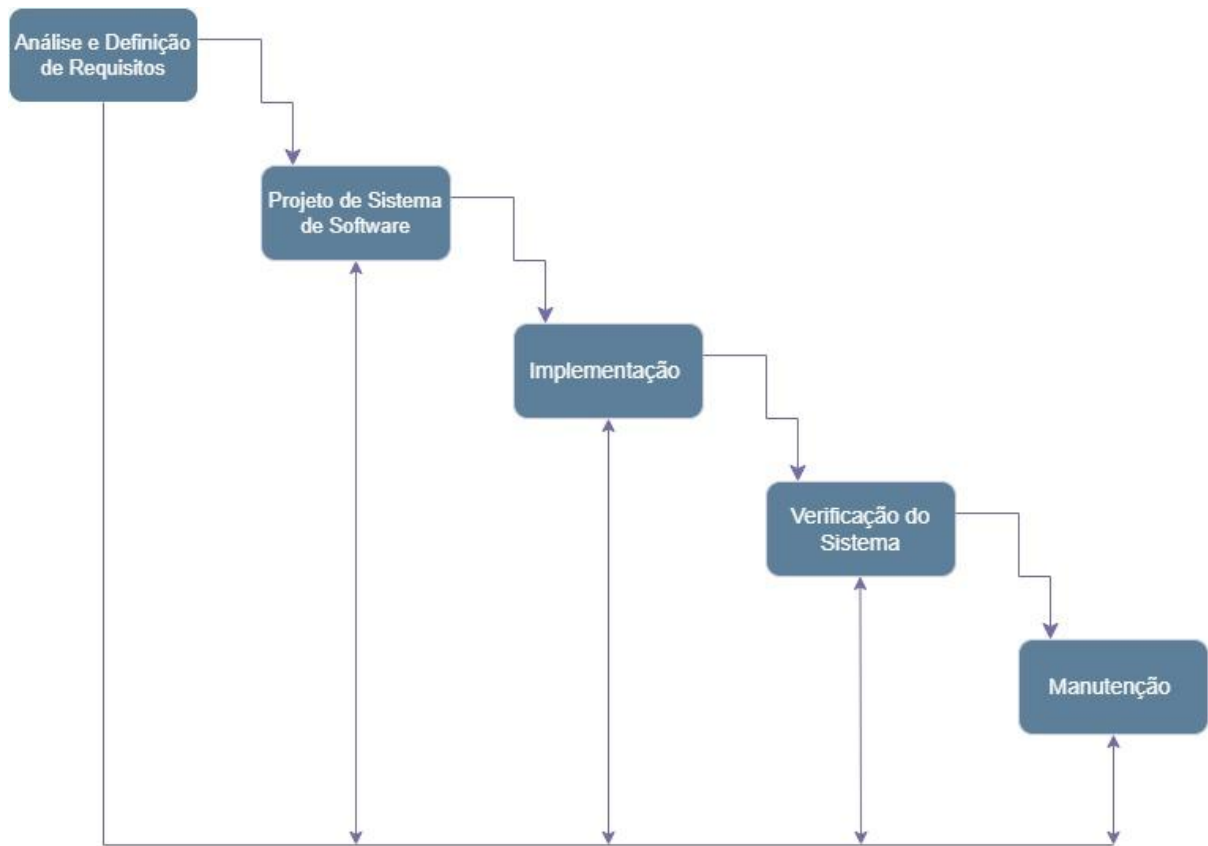 Análise e Definição
de Requisitos
Projeto de Sistema
de Software
Implementação
Verificação do
Sistema
Manutenção